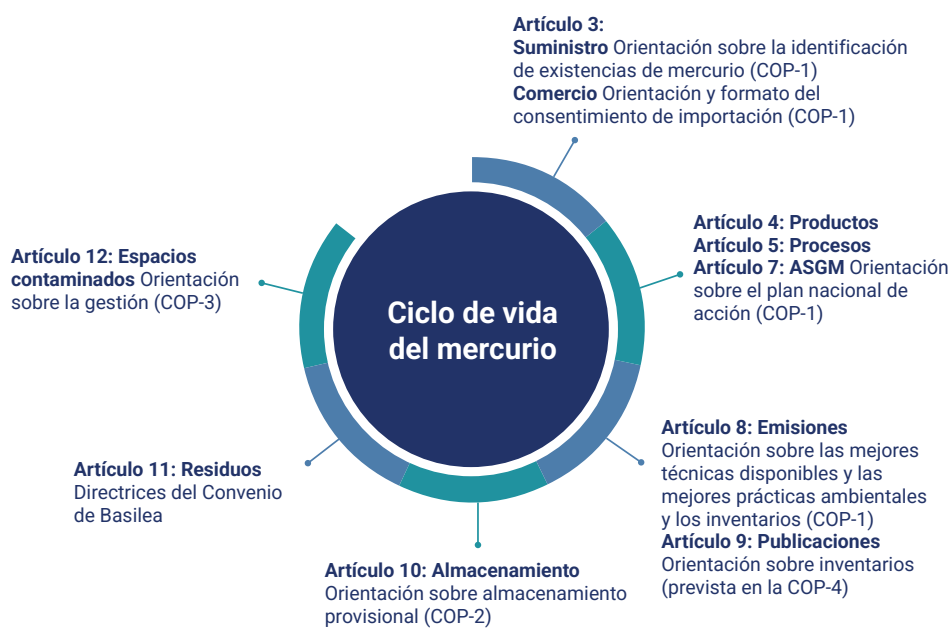 Artículo 3:
Suministro Orientación sobre la identificación
de existencias de mercurio (COP-1)
Comercio Orientación y formato del
consentimiento de importación (COP-1)
Artículo 4: Productos
Artículo 5: Procesos
Artículo 7: ASGM Orientación
sobre el plan nacional de
acción (COP-1)
Artículo 12: Espacios
contaminados Orientación
sobre la gestión (COP-3)
Ciclo de vida
del mercurio
Artículo 8: Emisiones
Orientación sobre las mejores
técnicas disponibles y las
mejores prácticas ambientales
y los inventarios (COP-1)
Artículo 9: Publicaciones
Orientación sobre inventarios
(prevista en la COP-4)
Artículo 11: Residuos
Directrices del Convenio
de Basilea
Artículo 10: Almacenamiento
Orientación sobre almacenamiento
provisional (COP-2)